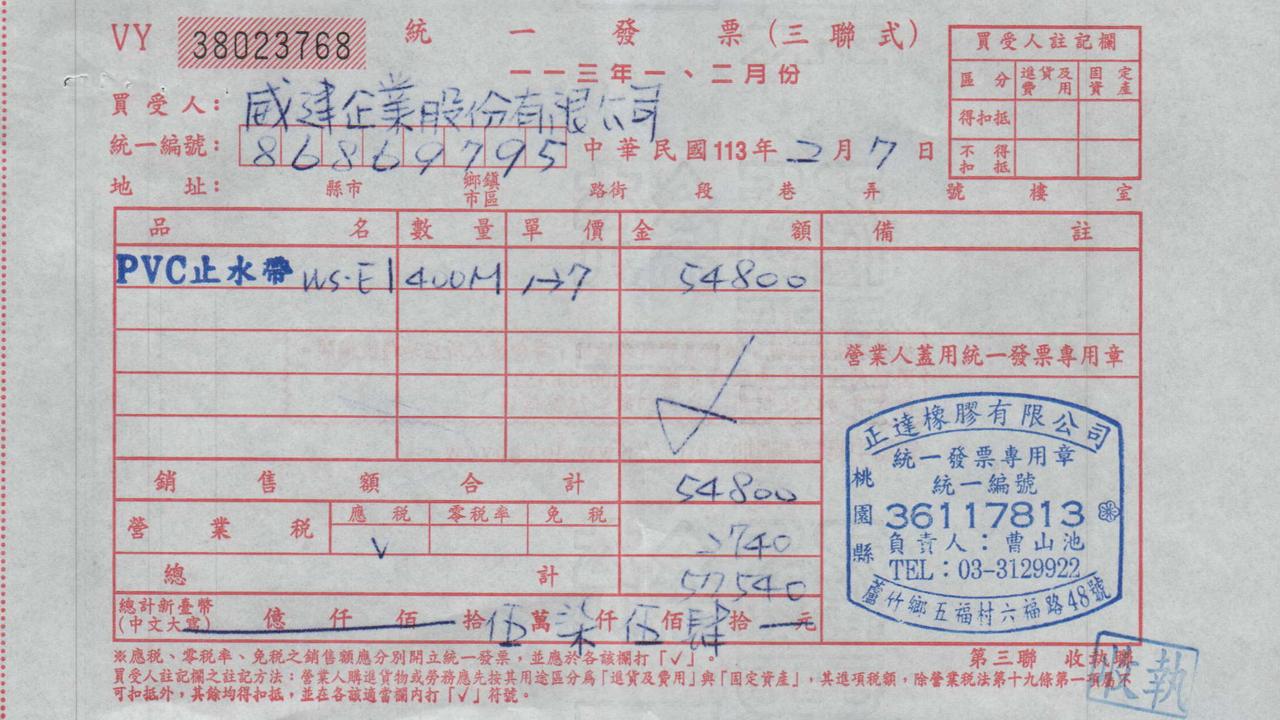 VY 38023768 統一發票(三聯式)
一一三年一、二月份
買受人: 威建企業股份有限公司
統一編號: 86869795 中華民國113年2月7日
地址: 縣市 鄉鎮市區 路街 段 巷 弄 號 樓 室
買受人註記欄
區分 進貨及費用 固定資產
得扣抵
不得扣抵
品名 數量 單價 金額 備註
PVC止水帶 WS-E1 400M 137 54800
營業人蓋用統一發票專用章
銷售額合計 54800
營業稅 應稅 零稅率 免稅
V 2740
總計 57540
總計新臺幣
(中文大寫) 億 仟 佰 拾 伍 萬 柒 仟 伍 佰 肆 拾 元
正達橡膠有限公司
統一發票專用章
統一編號
36117813
負責人:曹山池
TEL:03-3129922
桃園縣
蘆竹鄉五福村六福路48號
※應稅、零稅率、免稅之銷售額應分別開立統一發票,並應於各該欄打「✓」。
第三聯 收執聯
收執
買受人註記欄之註記方法:營業人購進貨物或勞務應先按其用途區分為「進貨及費用」與「固定資產」,其進項稅額,除營業稅法第十九條第一項屬不
可扣抵外,其餘均得扣抵,並在各該適當欄內打「✓」符號。